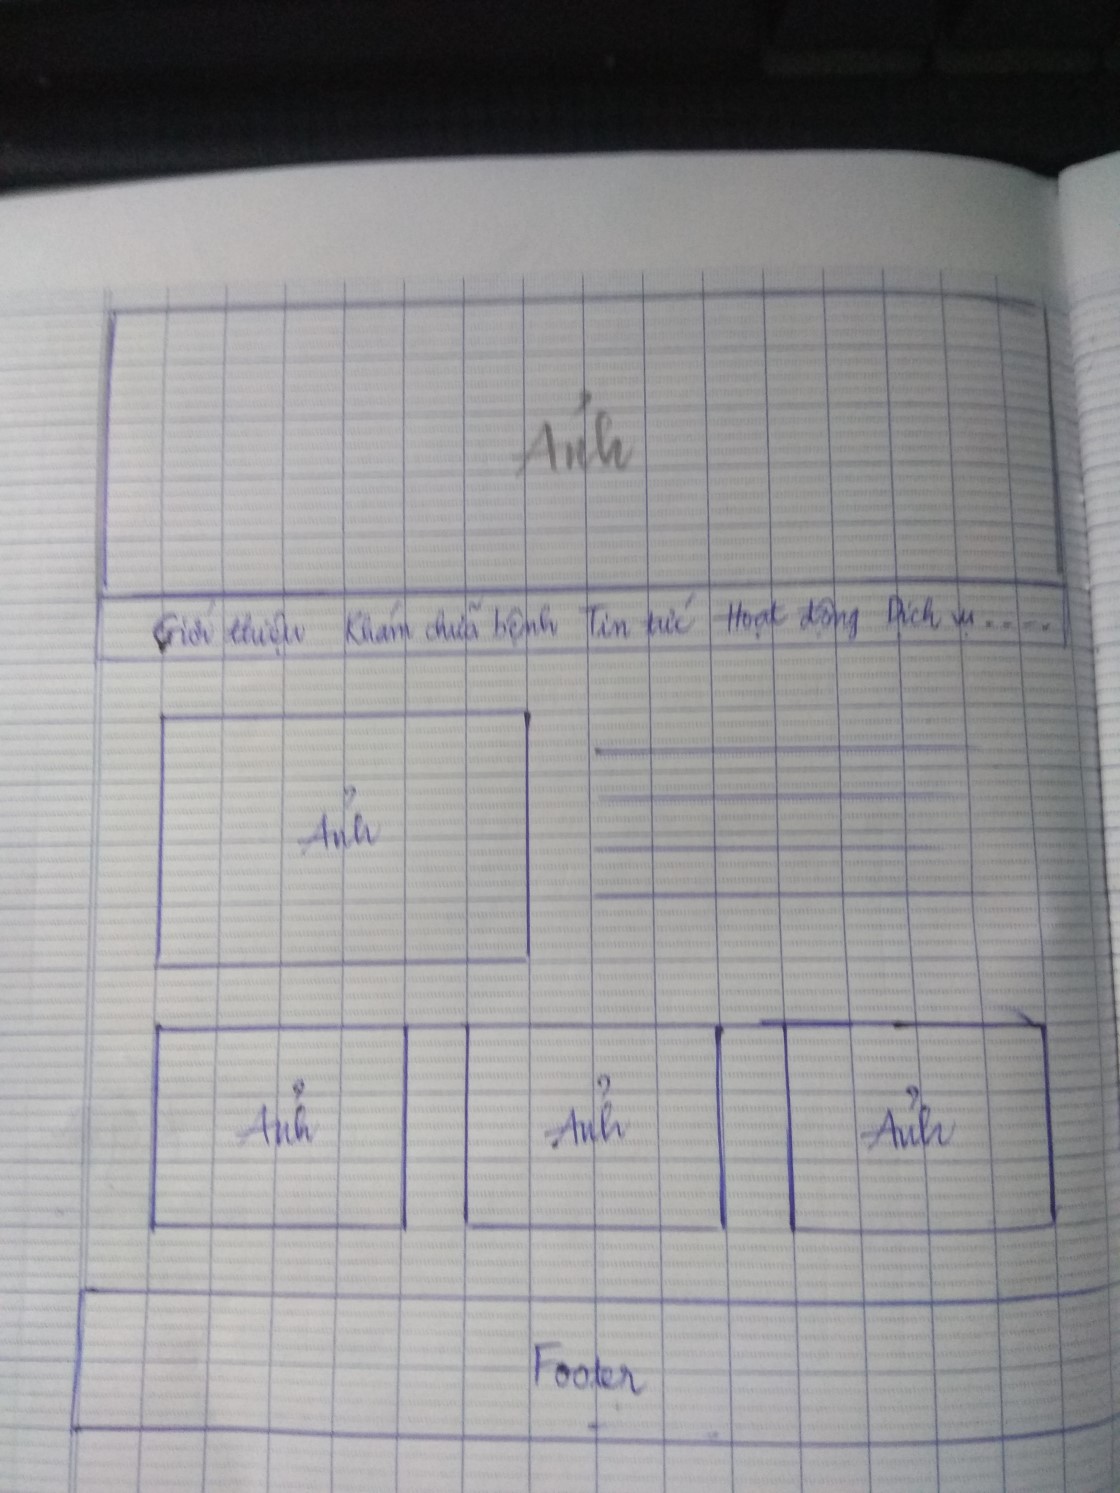 Ảnh
Giới thiệu Khám chữa bệnh Tin tức Hoạt động Dịch vụ.....
Ảnh
Ảnh Ảnh Ảnh
Footer